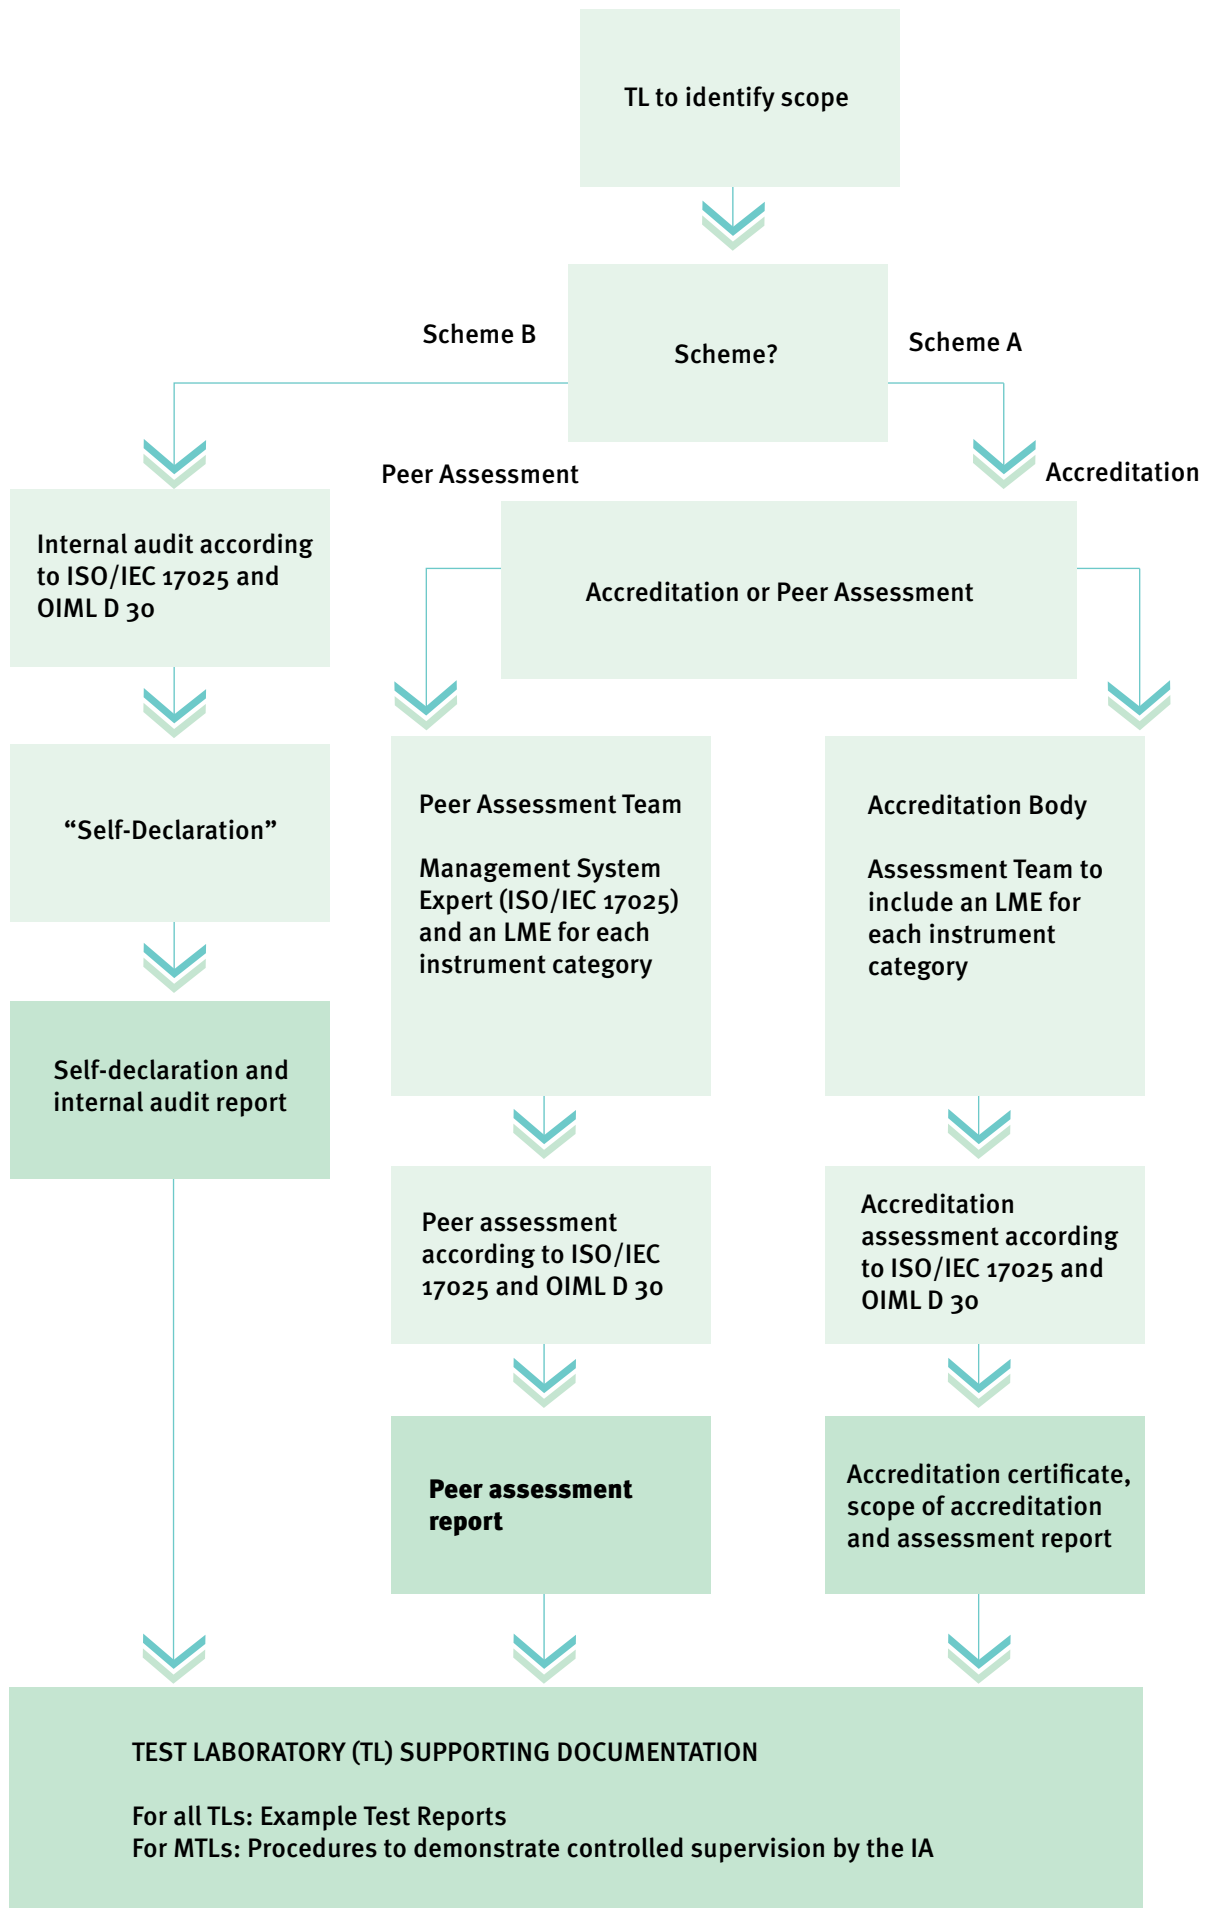 TL to identify scope
Scheme B
Scheme?
Scheme A
Peer Assessment
Accreditation
Internal audit according
to ISO/IEC 17025 and
OIML D 30
Accreditation or Peer Assessment
“Self-Declaration”
Self-declaration and
internal audit report
Peer Assessment Team
Management System
Expert (ISO/IEC 17025)
and an LME for each
instrument category
Accreditation Body
Assessment Team to
include an LME for
each instrument
category
Peer assessment
according to ISO/IEC
17025 and OIML D 30
Accreditation
assessment according
to ISO/IEC 17025 and
OIML D 30
Peer assessment
report
Accreditation certificate,
scope of accreditation
and assessment report
TEST LABORATORY (TL) SUPPORTING DOCUMENTATION
For all TLs: Example Test Reports
For MTLs: Procedures to demonstrate controlled supervision by the IA